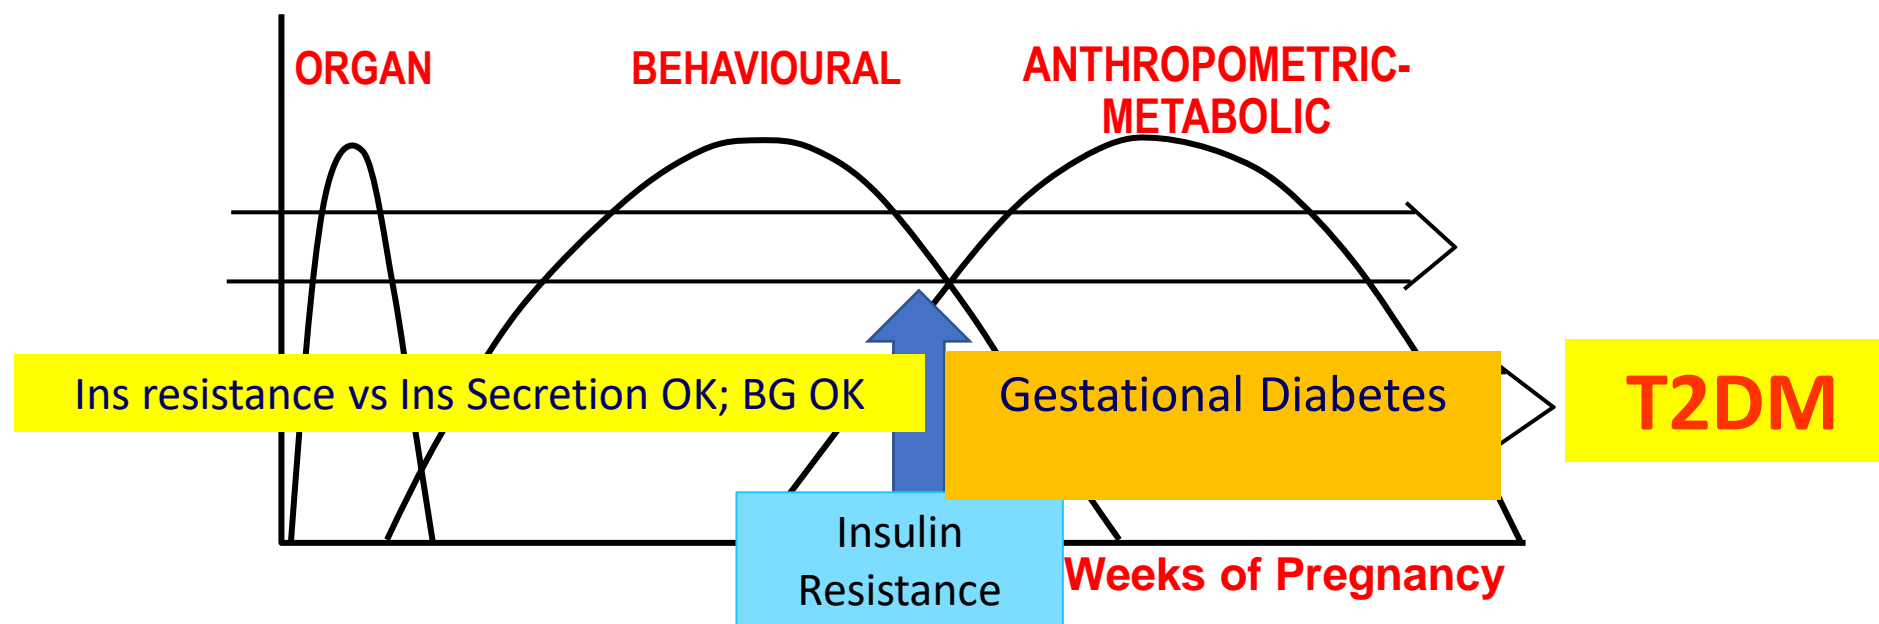 ORGAN
BEHAVIOURAL
ANTHROPOMETRIC-
METABOLIC
Ins resistance vs Ins Secretion OK; BG OK
Gestational Diabetes
T2DM
Insulin
Resistance
Weeks of Pregnancy